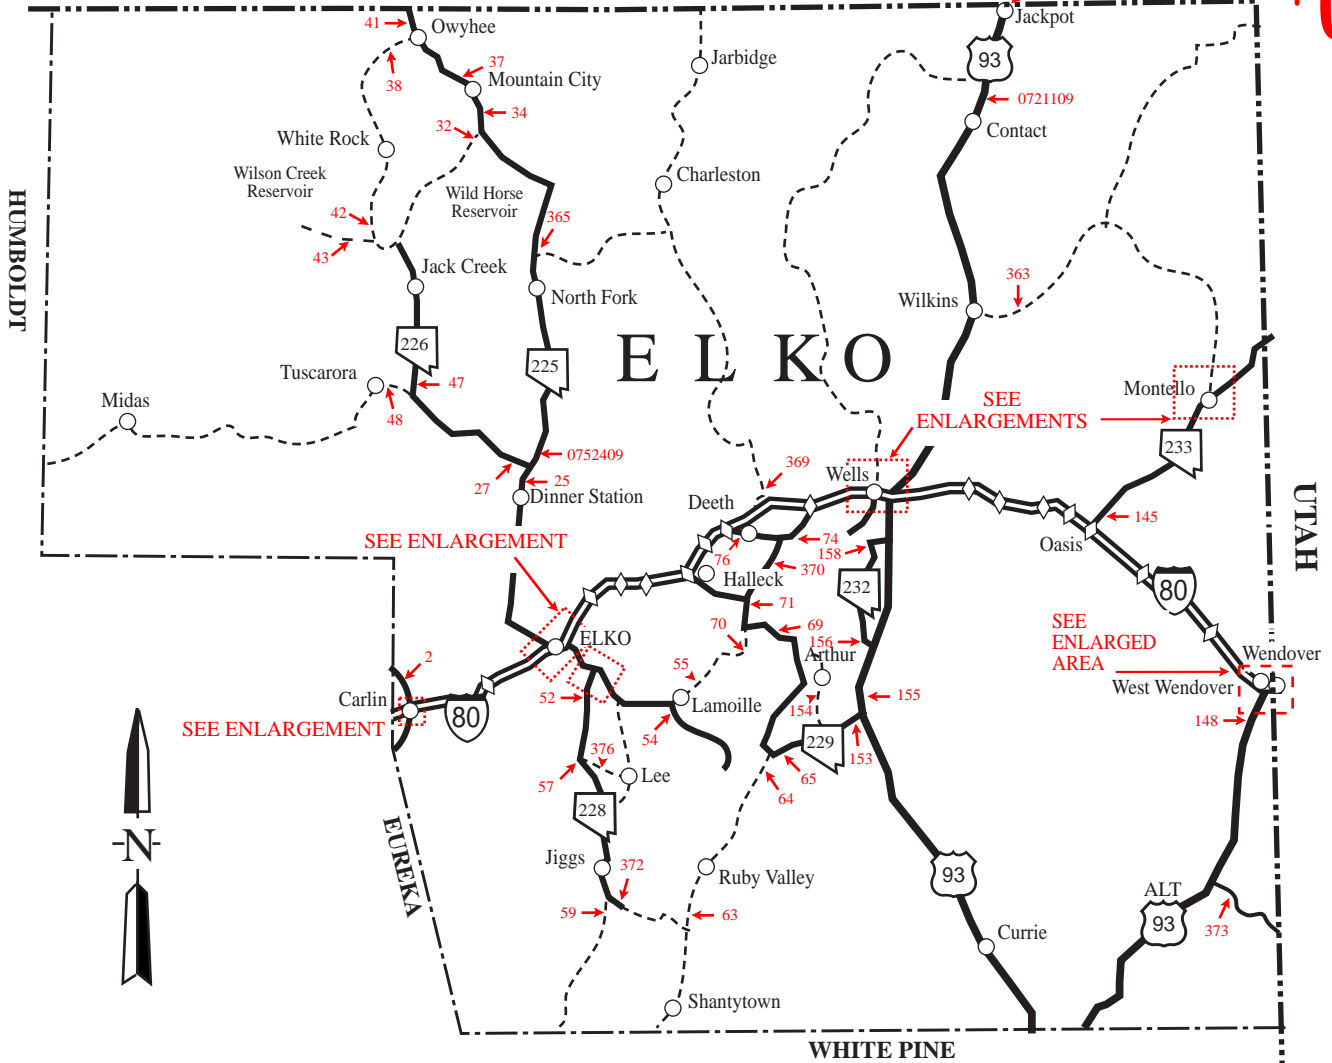 41
Owyhee
Jackpot
93
38
37
Mountain City
Jarbidge
34
32
0721109
Contact
White Rock
Wilson Creek
Reservoir
Charleston
Wild Horse
Reservoir
HUMBOLDT
42
43
365
Jack Creek
North Fork
363
Wilkins
226
225
ELKO
Tuscarora
47
48
Midas
SEE
ENLARGEMENTS
Montello
233
0752409
27
25
Dinner Station
369
Wells
Deeth
UTAH
145
Oasis
SEE ENLARGEMENT
76
74
158
370
Halleck
232
80
71
70
69
156
ELKO
Arthur
SEE
ENLARGED
AREA
Wendover
West Wendover
2
55
52
Carlin
Lamoille
154
155
148
SEE ENLARGEMENT
80
54
229
153
376
57
Lee
65
64
228
N
EUREKA
Jiggs
372
Ruby Valley
93
ALT
93
59
63
373
Currie
Shantytown
WHITE PINE